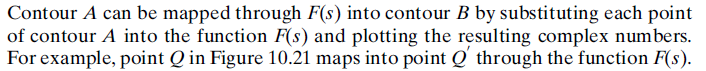 Contour A can be mapped through F(s) into contour B by substituting each point
of contour A into the function F(s) and plotting the resulting complex numbers.
For example, point Q in Figure 10.21 maps into point Q′ through the function F(s).